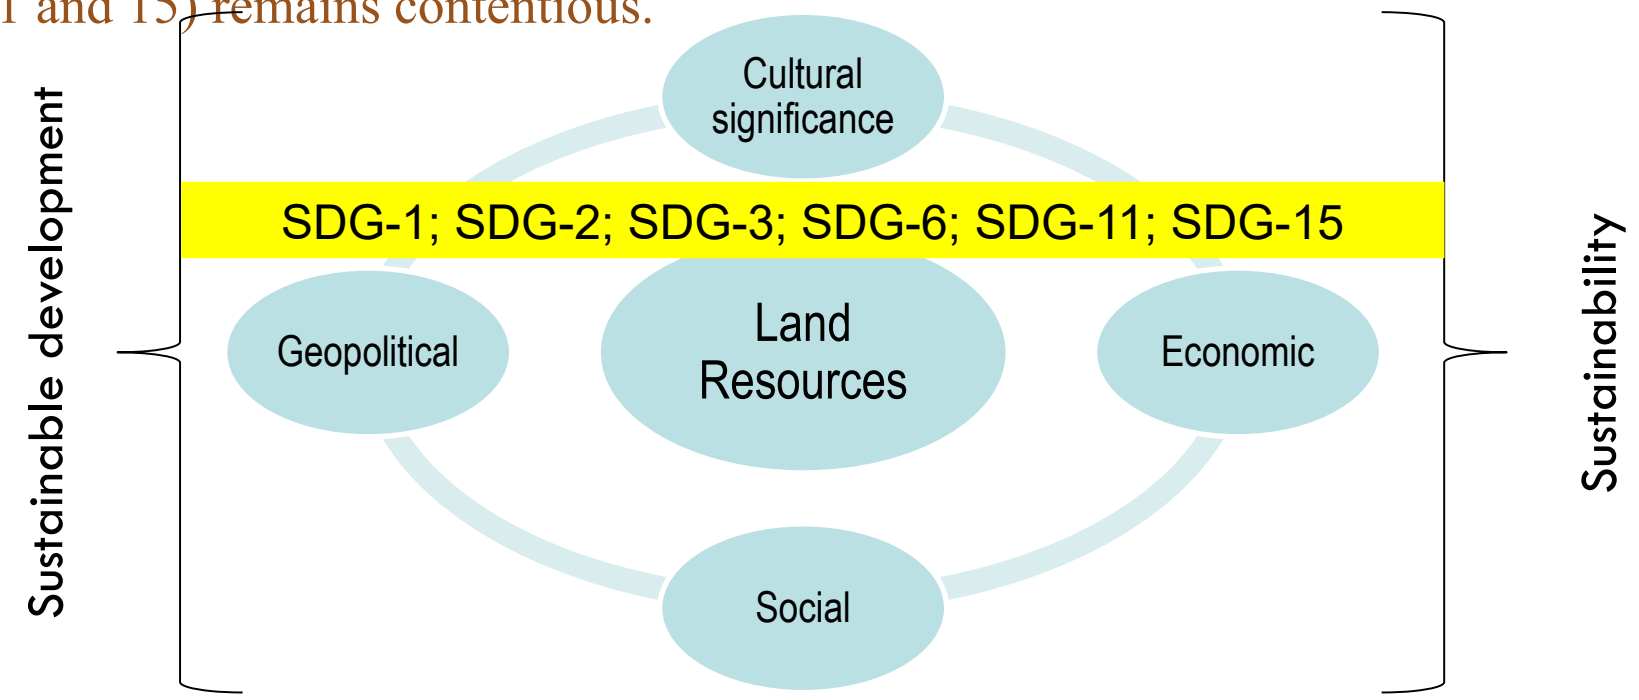 1 and 15) remains contentious.
Cultural
significance
SDG-1; SDG-2; SDG-3; SDG-6; SDG-11; SDG-15
Sustainable development
Geopolitical
Land
Resources
Economic
Sustainability
Social